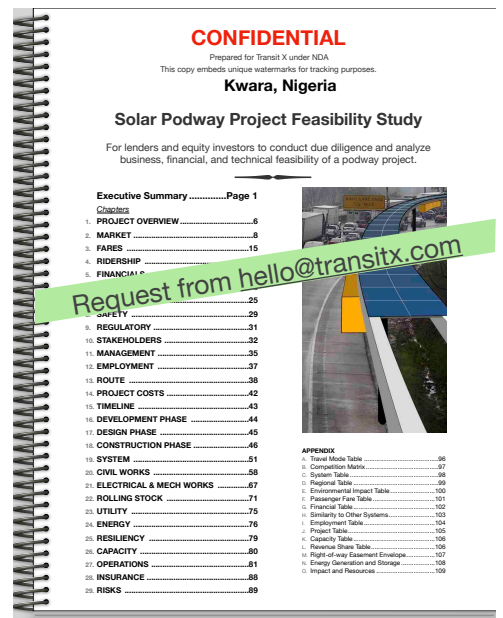 CONFIDENTIAL
Prepared for Transit X under NDA
This copy embeds unique watermarks for tracking purposes.
Kwara, Nigeria
Solar Podway Project Feasibility Study
For lenders and equity investors to conduct due diligence and analyze
business, financial, and technical feasibility of a podway project.
Executive Summary .............Page 1
Chapters
1. PROJECT OVERVIEW....................................6
2. MARKET ....................................................8
3. FARES ......................................................15
4. RIDERSHIP
5. FINANCIALS
Request from hello@transitx.com
25
8. SAFETY ....................................................29
9. REGULATORY ............................................31
10. STAKEHOLDERS ........................................32
11. MANAGEMENT ..........................................35
12. EMPLOYMENT ..........................................37
13. ROUTE .....................................................38
14. PROJECT COSTS .......................................42
15. TIMELINE .................................................43
16. DEVELOPMENT PHASE ..............................44
17. DESIGN PHASE .........................................45
18. CONSTRUCTION PHASE .............................46
19. SYSTEM ...................................................51
20. CIVIL WORKS ............................................58
21. ELECTRICAL & MECH WORKS ....................67
22. ROLLING STOCK .......................................71
23. UTILITY ....................................................75
24. ENERGY ...................................................76
25. RESILIENCY ..............................................79
26. CAPACITY ................................................80
27. OPERATIONS ............................................81
28. INSURANCE ..............................................88
29. RISKS ......................................................89
APPENDIX
A. Travel Mode Table ..........................................96
B. Competition Matrix..........................................97
C. System Table ..................................................98
D. Regional Table ................................................99
E. Environmental Impact Table ..........................100
F. Passenger Fare Table .....................................101
G. Financial Table ..............................................102
H. Similarity to Other Systems ...........................103
I. Employment Table ..........................................104
J. Project Table ..................................................105
K. Capacity Table ...............................................106
L. Revenue Share Table......................................106
M. Right-of-way Easement Envelope..................107
N. Energy Generation and Storage.....................108
O. Impact and Resources ...................................109